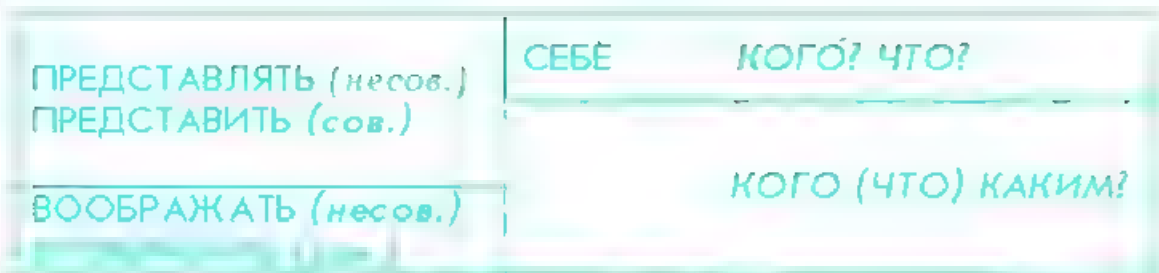 ПРЕДСТАВЛЯТЬ (несов.)
ПРЕДСТАВИТЬ (сов.)
ВООБРАЖАТЬ (несов.)
СЕБЕ КОГО́? ЧТО?
КОГО (ЧТО) КАКИМ?